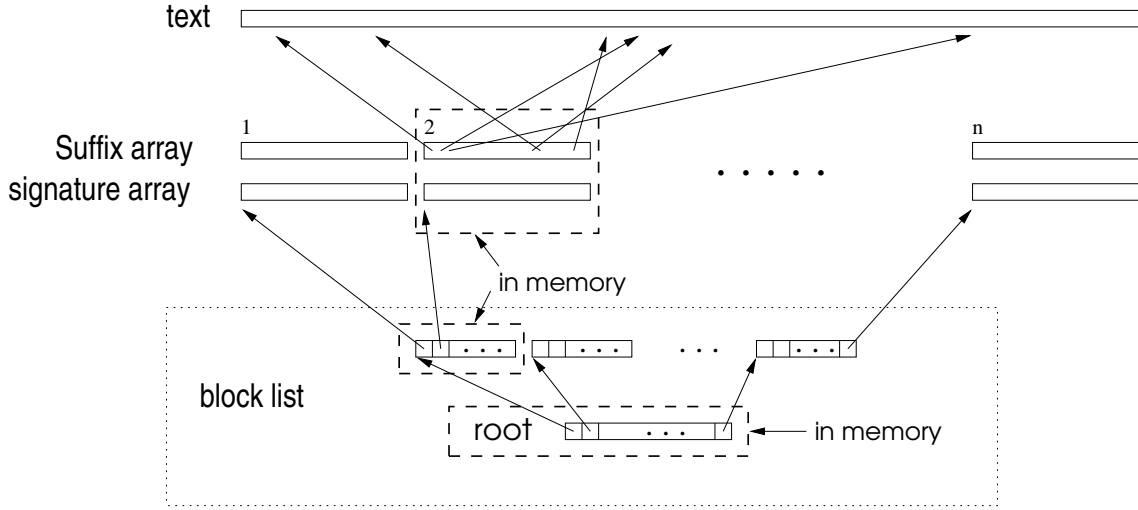 text
1 2 n
Suffix array
signature array
in memory
block list
root
in memory